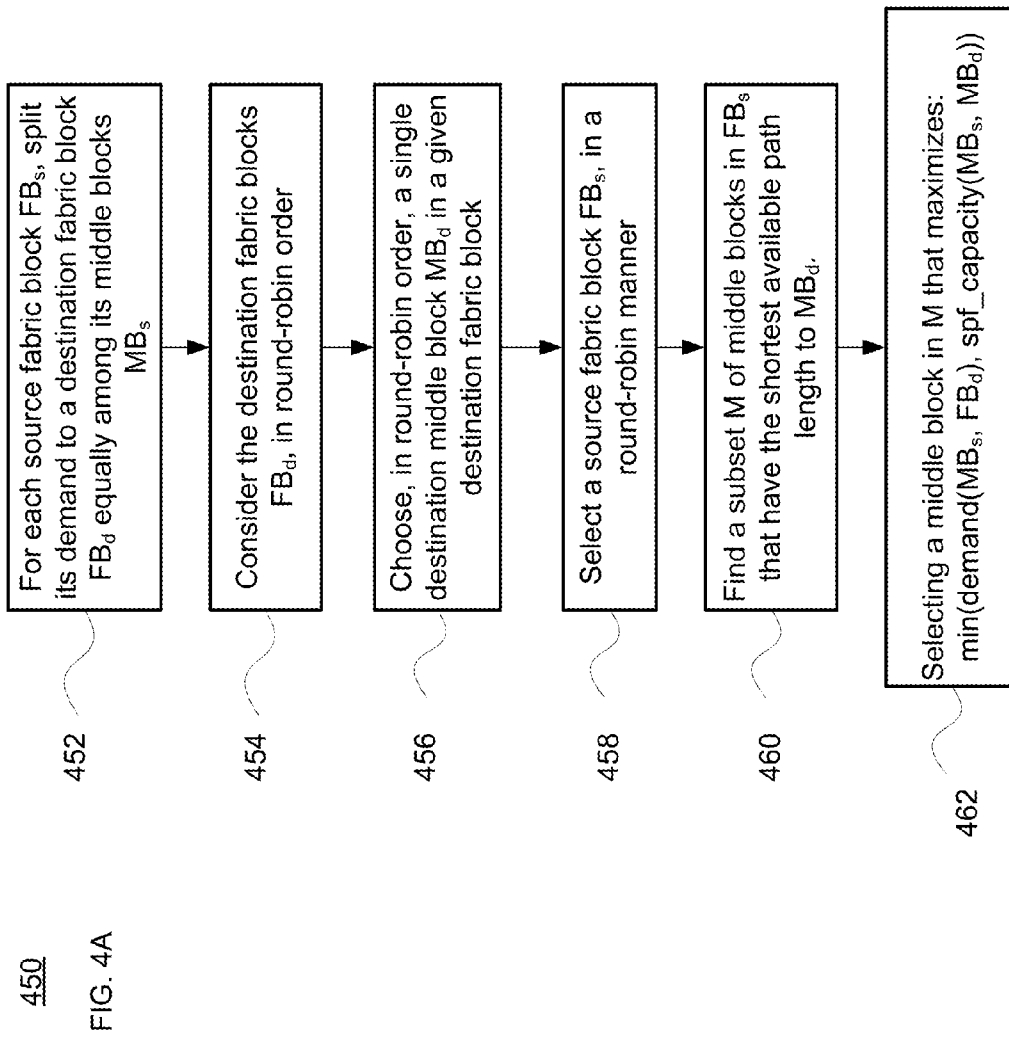 450
FIG. 4A
452
For each source fabric block FBs, split
its demand to a destination fabric block
FBd equally among its middle blocks
MBs
454
Consider the destination fabric blocks
FBd, in round-robin order
456
Choose, in round-robin order, a single
destination middle block MBd in a given
destination fabric block
458
Select a source fabric block FBs, in a
round-robin manner
460
Find a subset M of middle blocks in FBs
that have the shortest available path
length to MBd.
462
Selecting a middle block in M that maximizes:
min(demand(MBs, FBd), spf_capacity(MBs, MBd))